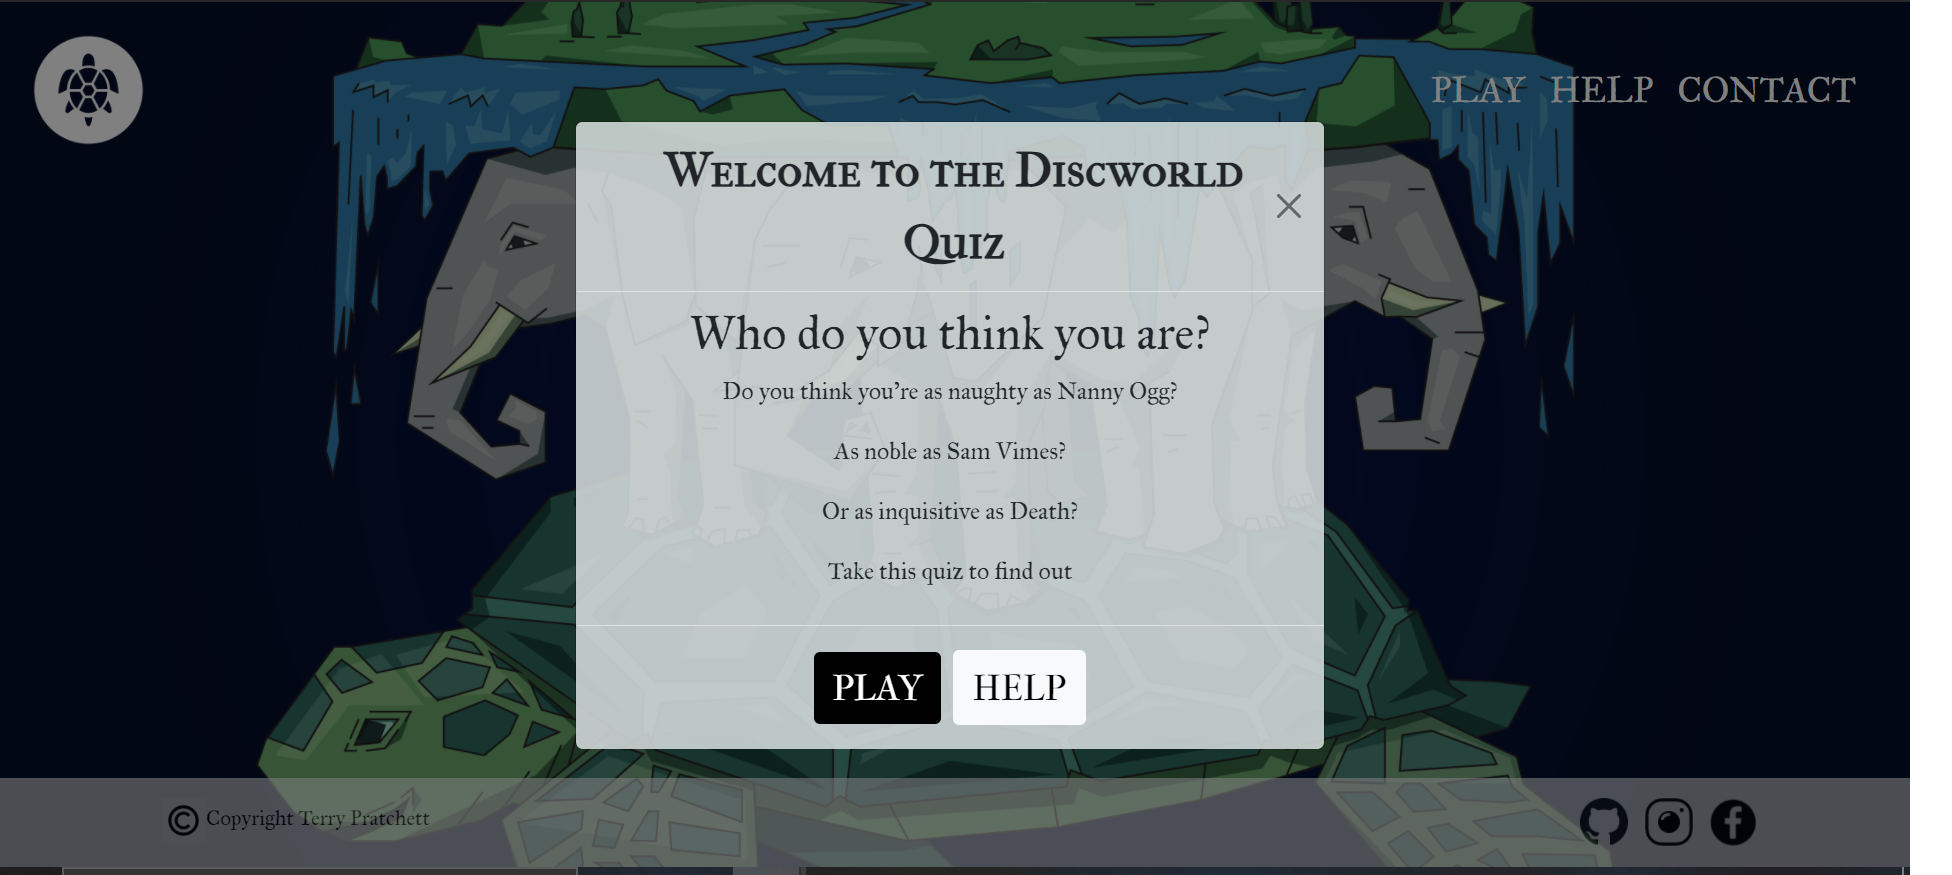 PLAY HELP CONTACT
Welcome to the Discworld
Quiz
Who do you think you are?
Do you think you're as naughty as Nanny Ogg?
As noble as Sam Vimes?
Or as inquisitive as Death?
Take this quiz to find out
PLAY HELP
© Copyright Terry Pratchett